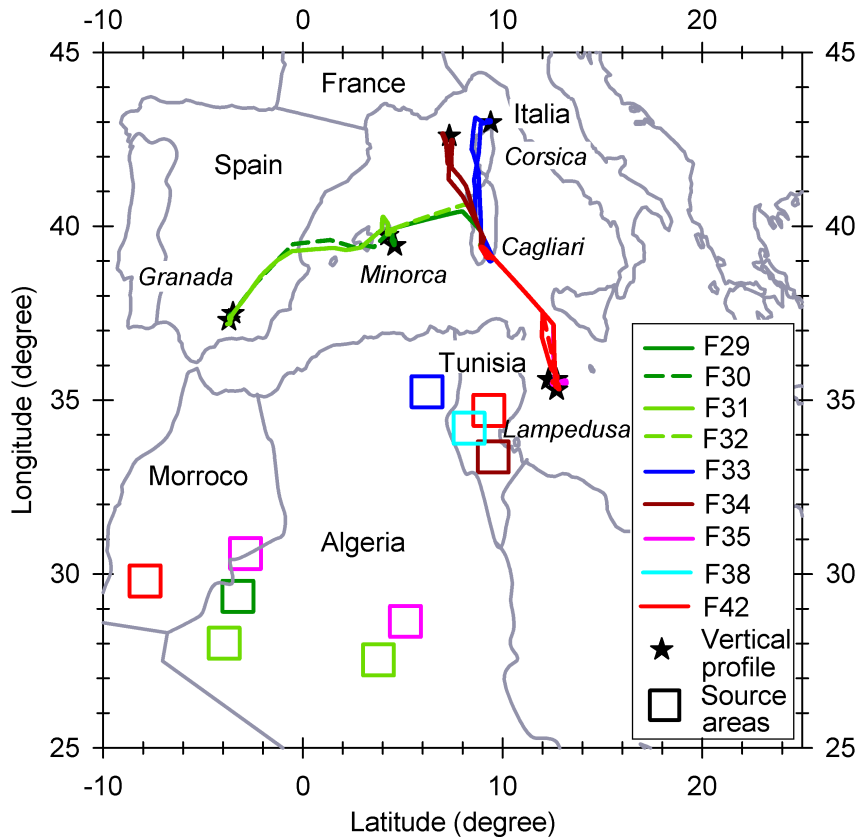 -10 0 10 20
45 45
France
Italia
Corsica
Spain
40 40
Cagliari
Granada
Minorca
Longitude (degree)
Tunisia
35 35
Lampedusa
Morroco
Algeria
30 30
25 25
F29
F30
F31
F32
F33
F34
F35
F38
F42
Vertical
profile
Source
areas
-10 0 10 20
Latitude (degree)